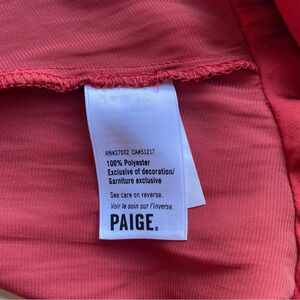 RN#27002 CA#51217
100% Polyester
Exclusive of decoration/
Garniture exclusive
See care on reverse.
Voir le soin sur l'inverse.
PAIGE®